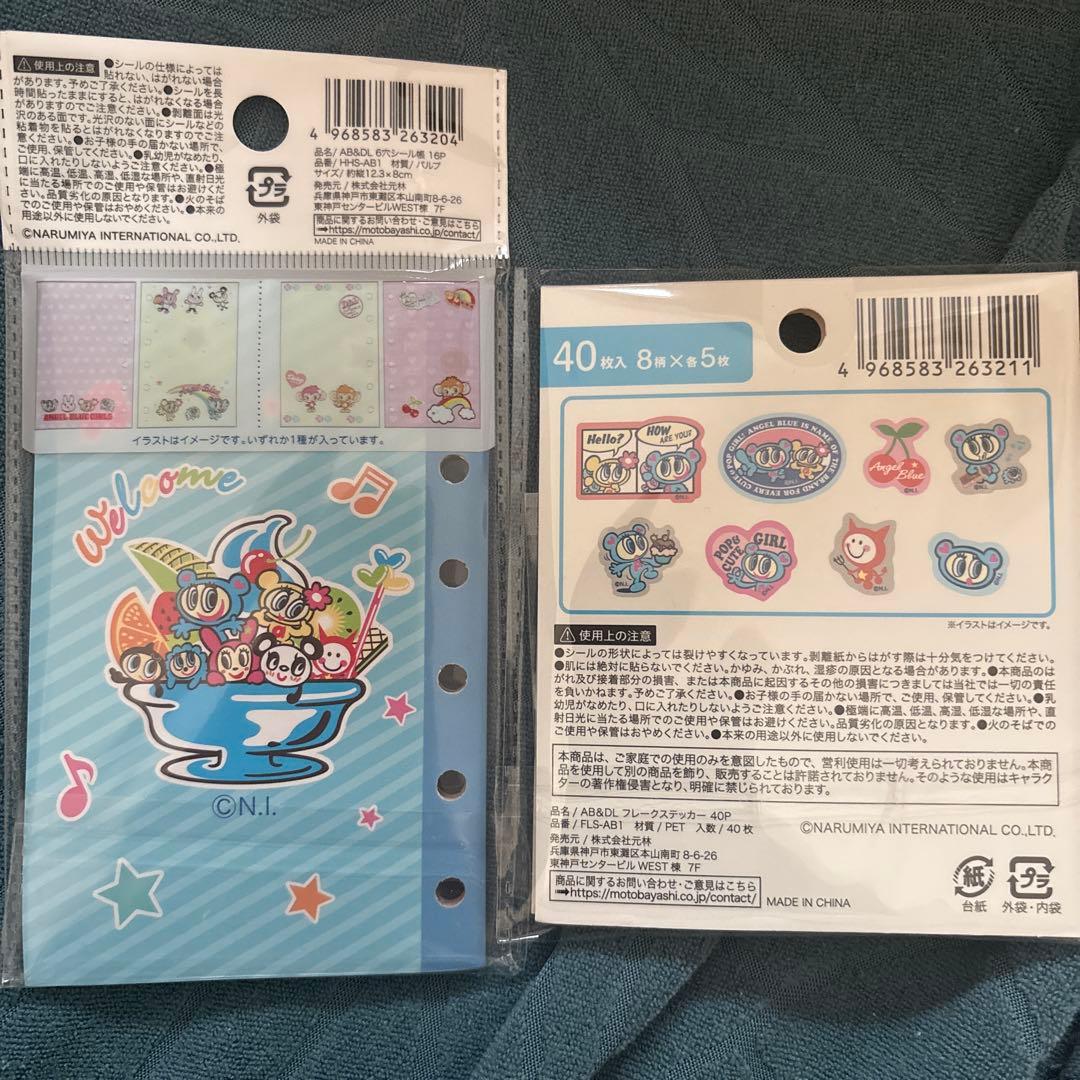 ⚠使用上の注意 ●シールの仕様によっては
貼れない、はがれない場合
があります。予めご了承ください。●シールを長
時間貼ったままにすると、はがれなくなる場合
がありますのでご注意ください。●剥離面は光
沢のある面です。光沢のない面にシールなどの
粘着物を貼るとはがれなくなりますのでご注
意ください。●お子様の手の届かない場所で、
ご使用、保管してください。●乳幼児がなめたり、
口に入れたりしないようご注意ください。●極
端に高温、低温、高湿、低湿な場所や、直射日光
に当たる場所でのご使用や保管はお避けください。
品質劣化の原因となります。●火のそば
でのご使用や保管はおやめください。●本来の
用途以外に使用しないでください。
©NARUMIYA INTERNATIONAL CO.,LTD.
プラ
外袋
4 968583 263204
品名/AB&DL 6穴シール帳 16P
品番/HHS-AB1 材質/パルプ
サイズ/約縦12.3×8cm
発売元/株式会社元林
兵庫県神戸市東灘区本山南町8-6-26
東神戸センタービルWEST棟 7F
商品に関するお問い合わせ・ご意見はこちら
➡https://motobayashi.co.jp/contact/
MADE IN CHINA
ANGEL BLUE GIRLS
Angel Blue
イラストはイメージです。いずれか1種が入っています。
Welcome
©N.I.
40枚入 8柄×各5枚
4 968583 263211
Hello?
HOW ARE YOU?
POP GIRL! ANGEL BLUE IS NAME OF THE BRAND FOR EVERY CUTE
©N.I.
Angel Blue
©N.I.
©N.I.
©N.I.
POP& CUTE GIRL
©N.I.
©N.I.
※イラストはイメージです。
⚠使用上の注意
●シールの形状によっては裂けやすくなっています。剥離紙からはがす際は十分気をつけてください。
●肌には絶対に貼らないでください。かゆみ、かぶれ、湿疹の原因となる場合があります。●本商品のは
がれ及び接着部分の損害、または本商品に起因するその他の損害につきましては当社では一切の責任
を負いかねます。予めご了承ください。●お子様の手の届かない場所で、ご使用、保管してください。●乳
幼児がなめたり、口に入れたりしないようご注意ください。●極端に高温、低温、高湿、低湿な場所や、直
射日光に当たる場所でのご使用や保管はお避けください。品質劣化の原因となります。●火のそばでの
ご使用や保管はおやめください。●本来の用途以外に使用しないでください。
本商品は、ご家庭での使用のみを意図したもので、営利使用は一切考えられておりません。本商
品を使用して別の商品を飾り、販売することは許諾されておりません。そのような使用はキャラク
ターの著作権侵害となり、明確に禁じられております。
品名/AB&DL フレークステッカー 40P
品番/FLS-AB1 材質/PET 入数/40枚
発売元/株式会社元林
兵庫県神戸市東灘区本山南町8-6-26
東神戸センタービル WEST棟 7F
商品に関するお問い合わせ・ご意見はこちら
➡https://motobayashi.co.jp/contact/
MADE IN CHINA
©NARUMIYA INTERNATIONAL CO.,LTD.
紙
台紙
プラ
外袋・内袋